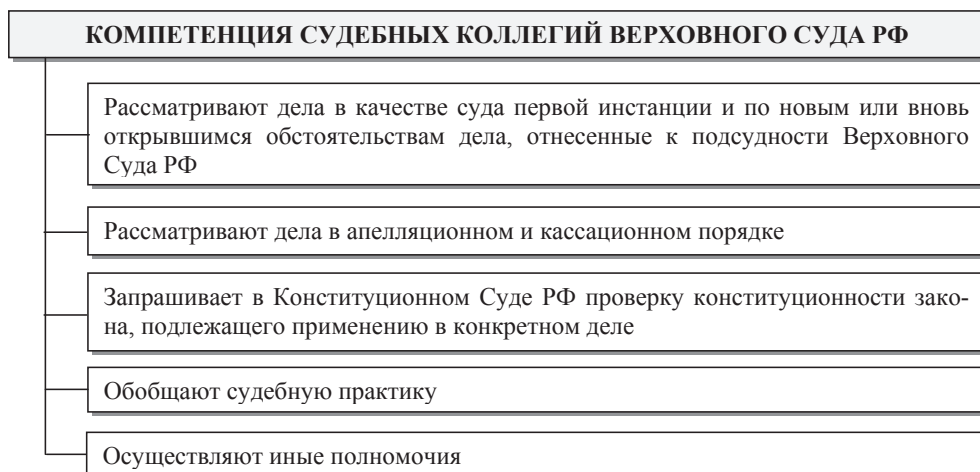 КОМПЕТЕНЦИЯ СУДЕБНЫХ КОЛЛЕГИЙ ВЕРХОВНОГО СУДА РФ
Рассматривают дела в качестве суда первой инстанции и по новым или вновь
открывшимся обстоятельствам дела, отнесенные к подсудности Верховного
Суда РФ
Рассматривают дела в апелляционном и кассационном порядке
Запрашивает в Конституционном Суде РФ проверку конституционности зако-
на, подлежащего применению в конкретном деле
Обобщают судебную практику
Осуществляют иные полномочия